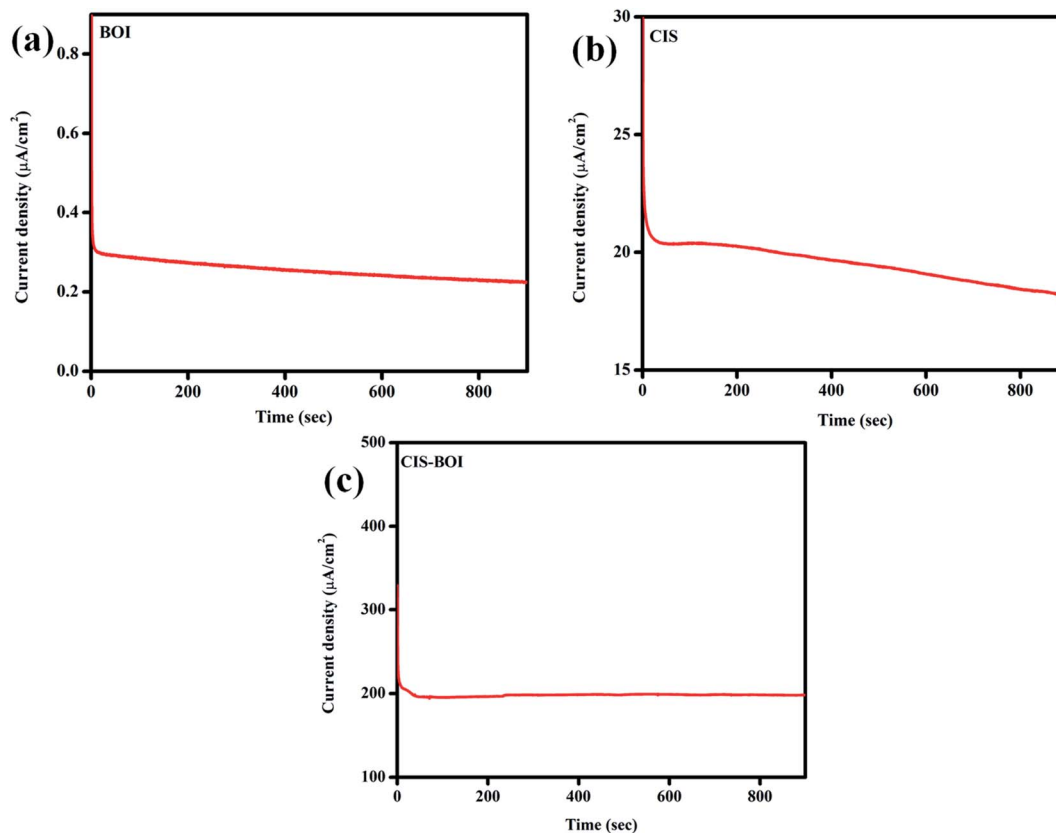 (a)
BOI
0.8
0.6
0.4
0.2
0.0
Current density (μA/cm²)
0 200 400 600 800
Time (sec)
(b)
CIS
30
25
20
15
Current density (μA/cm²)
0 200 400 600 800
Time (sec)
(c)
CIS-BOI
500
400
300
200
100
Current density (μA/cm²)
0 200 400 600 800
Time (sec)